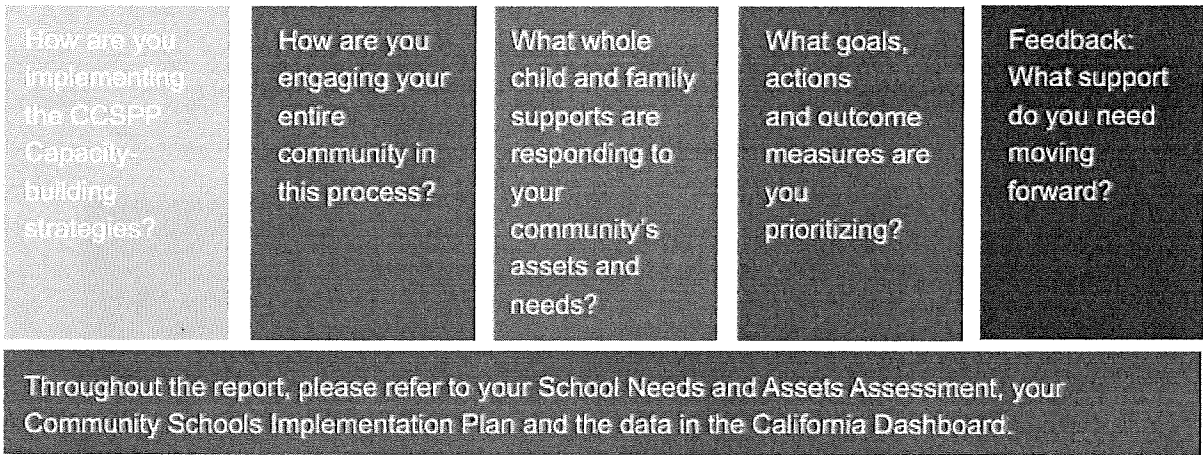 How are you
implementing
the CCSPP
Capacity-
building
strategies?
How are you
engaging your
entire
community in
this process?
What whole
child and family
supports are
responding to
your
community's
assets and
needs?
What goals,
actions
and outcome
measures are
you
prioritizing?
Feedback:
What support
do you need
moving
forward?
Throughout the report, please refer to your School Needs and Assets Assessment, your
Community Schools Implementation Plan and the data in the California Dashboard.